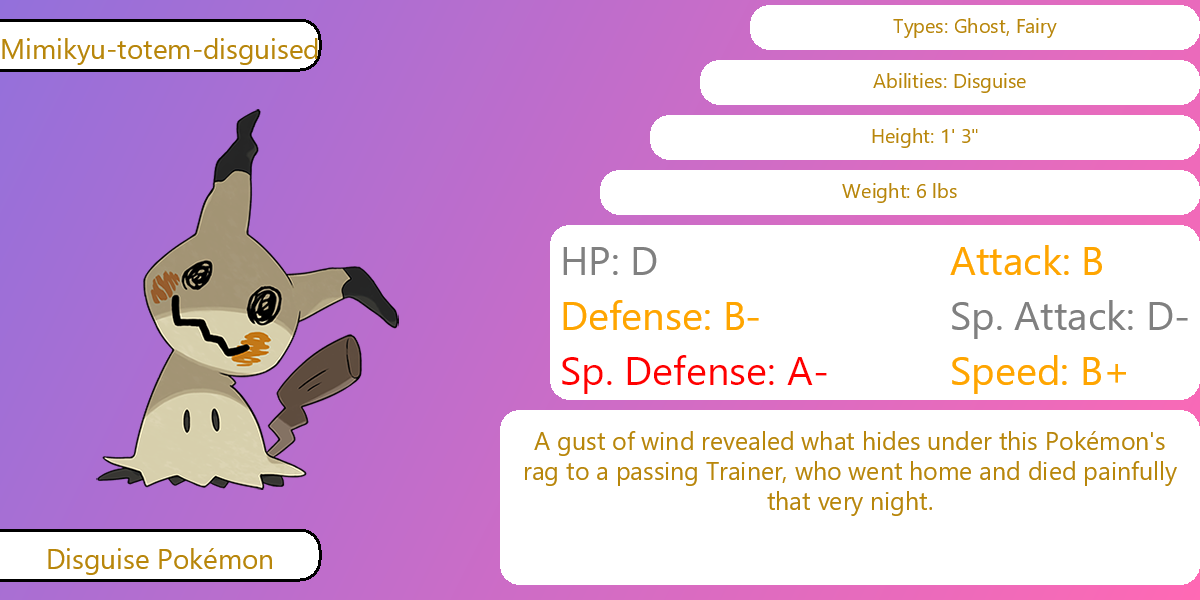 Mimikyu-totem-disguised
Types: Ghost, Fairy
Abilities: Disguise
Height: 1' 3"
Weight: 6 lbs
HP: D
Attack: B
Defense: B-
Sp. Attack: D-
Sp. Defense: A-
Speed: B+
A gust of wind revealed what hides under this Pokémon's
rag to a passing Trainer, who went home and died painfully
that very night.
Disguise Pokémon